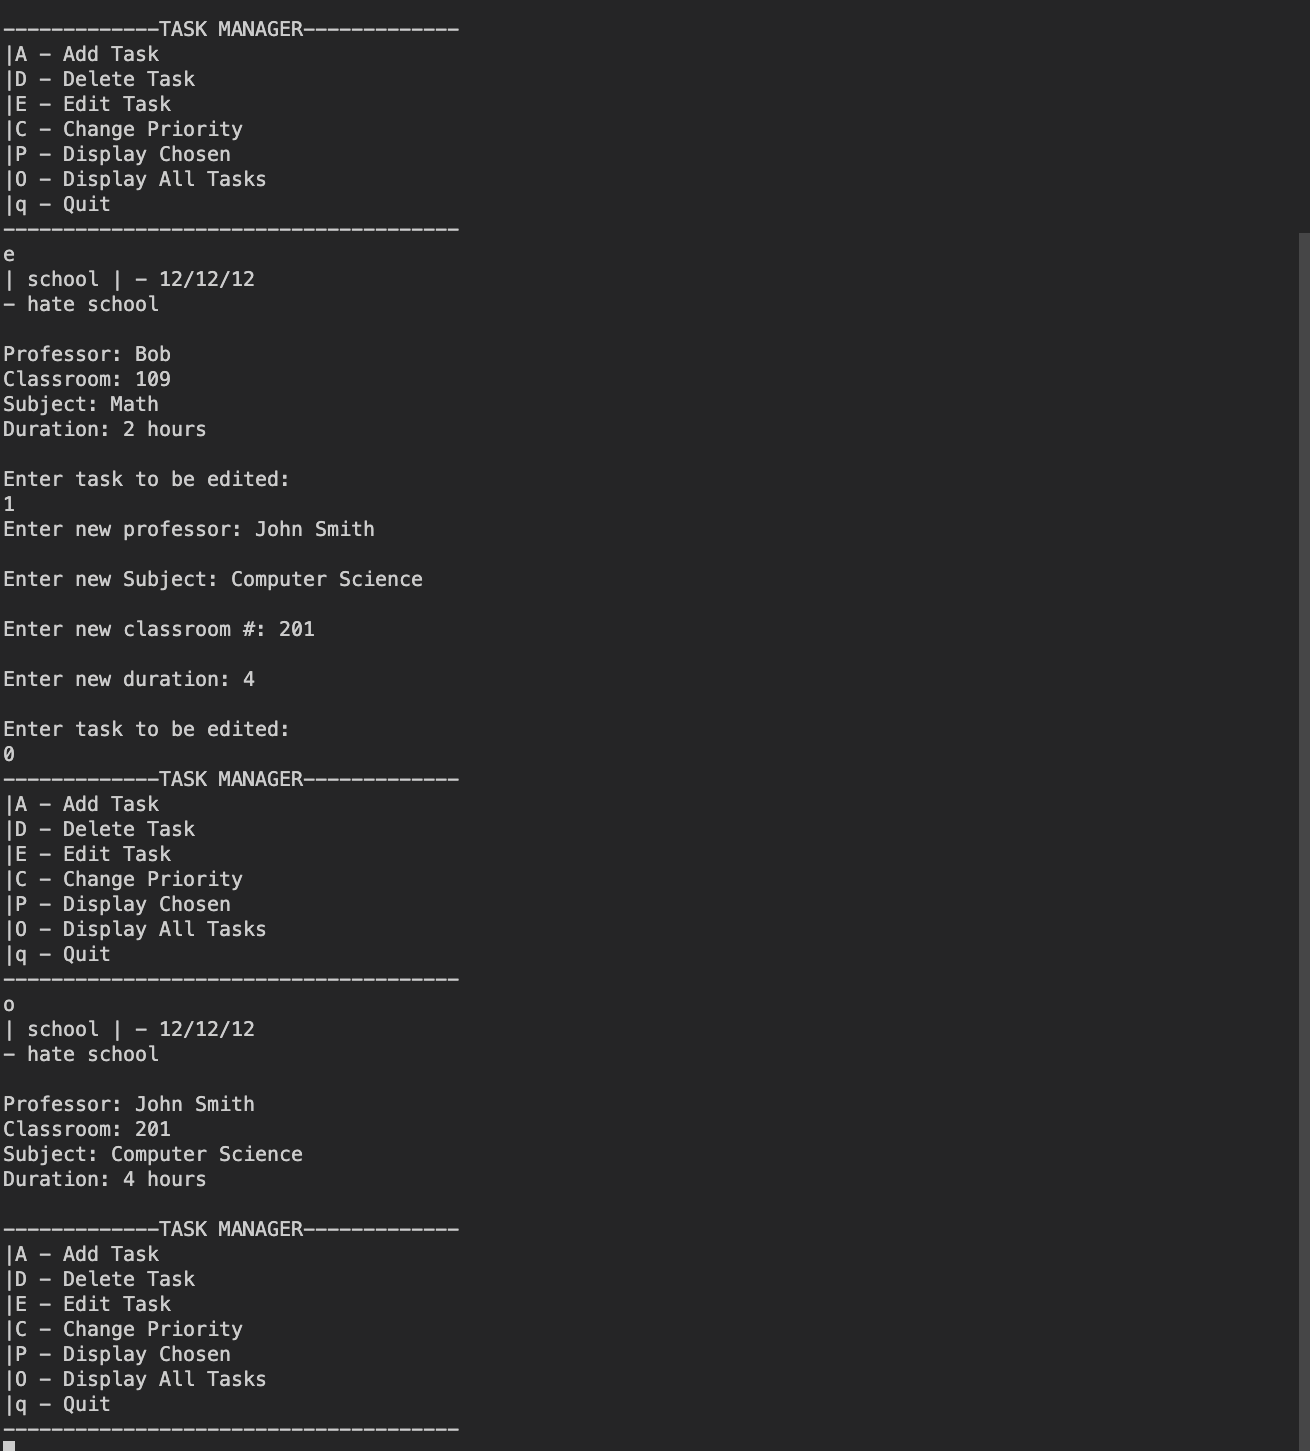 -------------TASK MANAGER-------------
|A - Add Task
|D - Delete Task
|E - Edit Task
|C - Change Priority
|P - Display Chosen
|O - Display All Tasks
|q - Quit
--------------------------------------
e
| school | - 12/12/12
- hate school
Professor: Bob
Classroom: 109
Subject: Math
Duration: 2 hours
Enter task to be edited:
1
Enter new professor: John Smith
Enter new Subject: Computer Science
Enter new classroom #: 201
Enter new duration: 4
Enter task to be edited:
0
-------------TASK MANAGER-------------
|A - Add Task
|D - Delete Task
|E - Edit Task
|C - Change Priority
|P - Display Chosen
|O - Display All Tasks
|q - Quit
--------------------------------------
o
| school | - 12/12/12
- hate school
Professor: John Smith
Classroom: 201
Subject: Computer Science
Duration: 4 hours
-------------TASK MANAGER-------------
|A - Add Task
|D - Delete Task
|E - Edit Task
|C - Change Priority
|P - Display Chosen
|O - Display All Tasks
|q - Quit
--------------------------------------